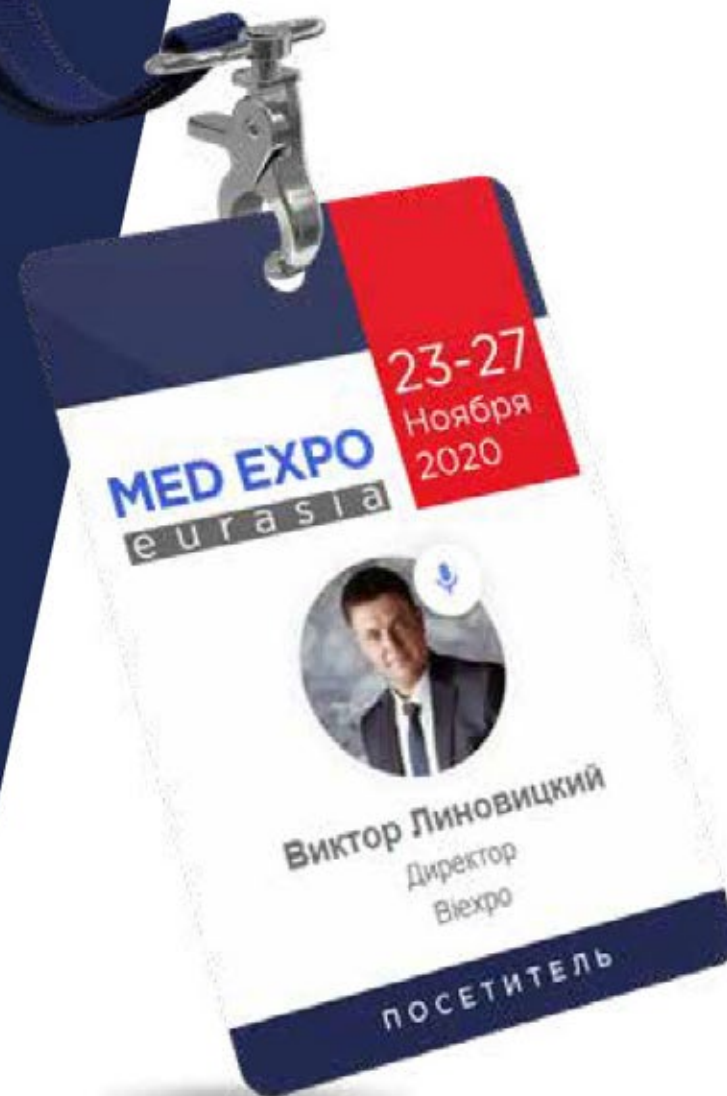 23-27
Ноября
2020
MED EXPO
eurasia
Виктор Линовицкий
Директор
Biexpo
ПОСЕТИТЕЛЬ